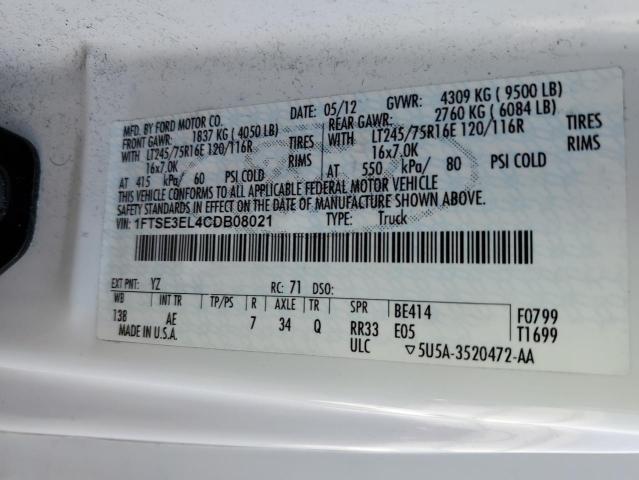 MFD. BY FORD MOTOR CO. 05/12 GVWR: 4309 KG ( 9500 LB)
FRONT GAWR: 1837 KG ( 4050 LB) REAR GAWR: 2760 KG ( 6084 LB)
WITH LT245/75R16E 120/116R TIRES WITH LT245/75R16E 120/116R TIRES
16x7.0K RIMS 16x7.0K RIMS
AT 415 kPa/ 60 PSI COLD AT 550 kPa/ 80 PSI COLD
THIS VEHICLE CONFORMS TO ALL APPLICABLE FEDERAL MOTOR VEHICLE
SAFETY STANDARDS IN EFFECT ON THE DATE OF MANUFACTURE SHOWN ABOVE.
VIN: 1FTSE3EL4CDB08021 TYPE: Truck
EXT PNT: YZ RC: 71 DSO:
WB INT TR TP/PS R AXLE TR SPR BE414 F0799
138 AE 7 34 Q RR33 E05 T1699
MADE IN U.S.A. ULC ▽5U5A-3520472-AA